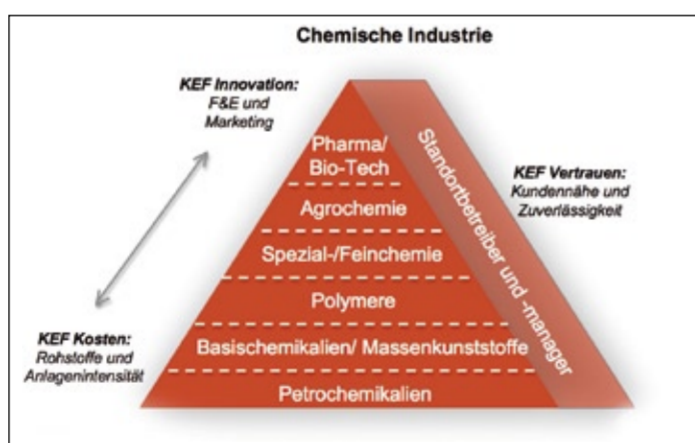 Chemische Industrie
KEF Innovation:
F&E und
Marketing
Pharma/
Bio-Tech
Agrochemie
Spezial-/Feinchemie
Polymere
Basischemikalien/ Massenkunststoffe
Petrochemikalien
Standortbetreiber und -manager
KEF Vertrauen:
Kundennähe und
Zuverlässigkeit
KEF Kosten:
Rohstoffe und
Anlagenintensität